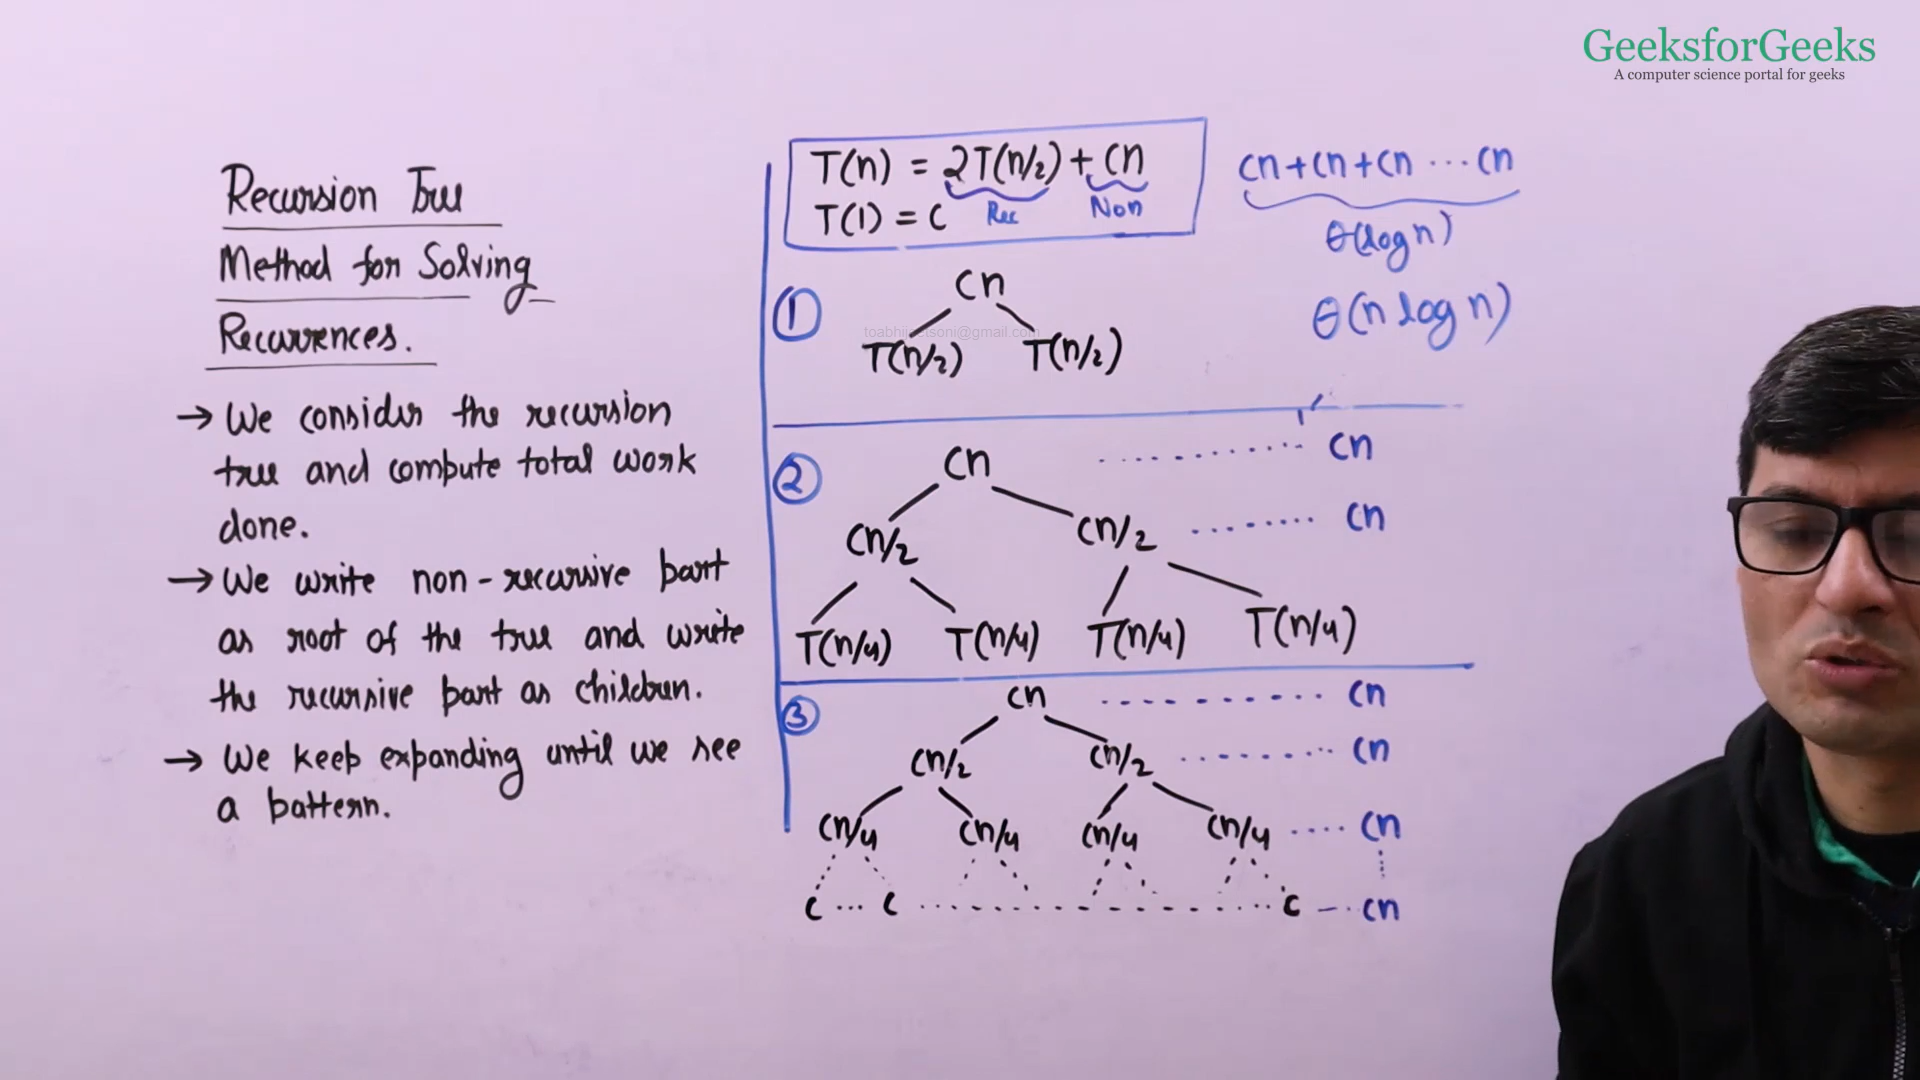 GeeksforGeeks
A computer science portal for geeks
Recursion Tree
Method for Solving
Recurrences.
→ We consider the recursion
tree and compute total work
done.
→ We write non-recursive part
as root of the tree and write
the recursive part as children.
→ We keep expanding until we see
a pattern.
T(n) = 2T(n/2) + cn
Rec Non
T(1) = C
cn + cn + cn ... cn
θ(log n)
θ(n log n)
1
cn
toabhijeetsoni@gmail.com
T(n/2) T(n/2)
2
cn .......... cn
cn/2 cn/2 ........ cn
T(n/4) T(n/4) T(n/4) T(n/4)
3
cn ---------- cn
cn/2 cn/2 ........ cn
cn/4 cn/4 cn/4 cn/4 .... cn
c ... c .......... c -.. cn